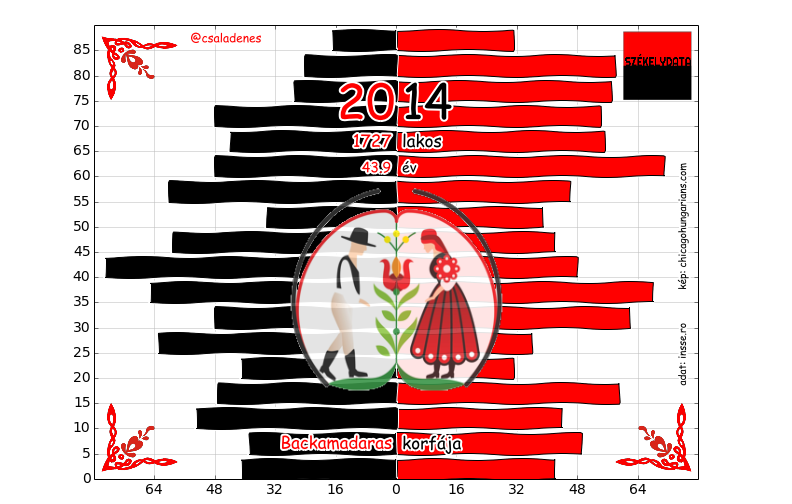 @csaladenes
SZÉKELYDATA
2014
1727 lakos
43.9 év
kép: chicagohungarians.com
adat: insse.ro
Backamadaras korfája
85
80
75
70
65
60
55
50
45
40
35
30
25
20
15
10
5
0
64 48 32 16 0 16 32 48 64